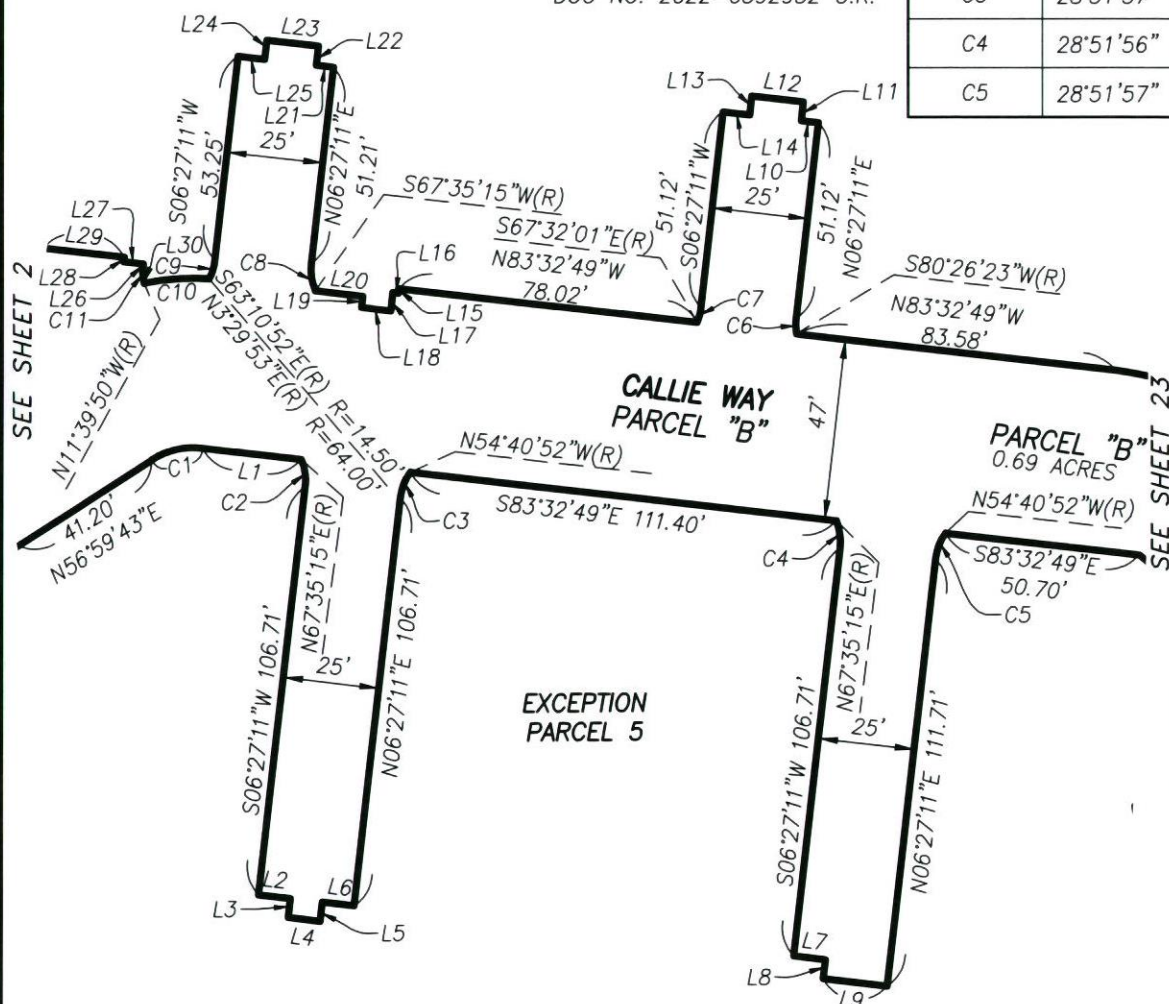 DOC NO. 2022-0392932 O.R.
28°51'57"
C4 28°51'56"
C5 28°51'57"
L24
L23
L22
L25
L21
S06°27'11"W
53.25'
25'
N06°27'11"E
51.21'
L13
L12
L11
L14
L10
S06°27'11"W
51.12'
25'
51.12'
N06°27'11"E
S67°35'15"W(R)
S67°32'01"E(R)
N83°32'49"W
78.02'
S80°26'23"W(R)
N83°32'49"W
83.58'
L27
L29
L30
C9
L28
L26
C10
C11
C8
L20
L16
L19
L15
L17
L18
C7
C6
SEE SHEET 2
S63°10'52"E(R) R=14.50'
N3°29'53"E(R) R=64.00'
N11°39'50"W(R)
CALLIE WAY
PARCEL "B"
47'
PARCEL "B"
0.69 ACRES
SEE SHEET 23
N54°40'52"W(R)
N54°40'52"W(R)
C1
L1
C2
C3
41.20'
N56°59'43"E
S83°32'49"E 111.40'
S83°32'49"E
50.70'
C4
C5
N67°35'15"E(R)
N67°35'15"E(R)
S06°27'11"W 106.71'
25'
N06°27'11"E 106.71'
EXCEPTION
PARCEL 5
S06°27'11"W 106.71'
25'
N06°27'11"E 111.71'
L2
L6
L3
L4
L5
L7
L8
L9